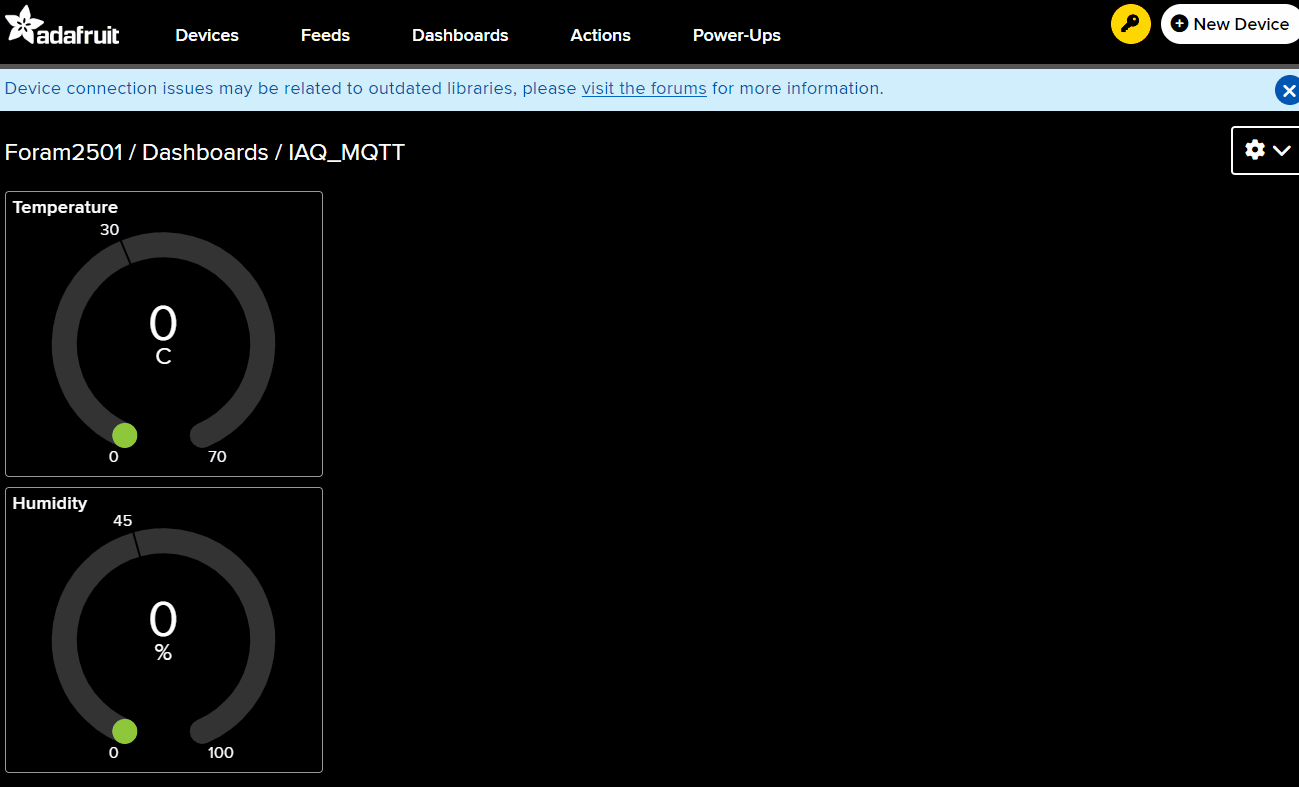 adafruit Devices Feeds Dashboards Actions Power-Ups New Device
Device connection issues may be related to outdated libraries, please visit the forums for more information.
Foram2501 / Dashboards / IAQ_MQTT
Temperature
30
0
C
0 70
Humidity
45
0
%
0 100